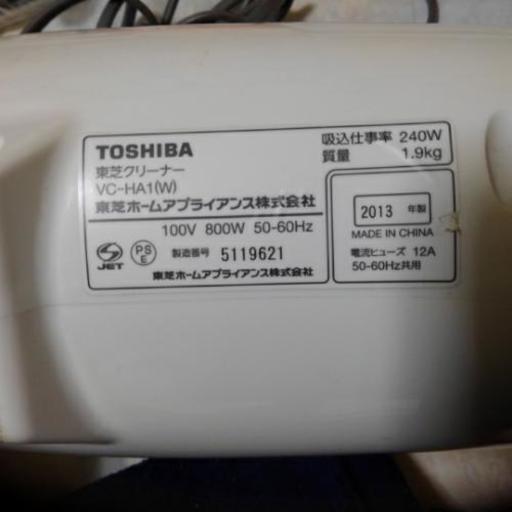 TOSHIBA
東芝クリーナー
VC-HA1(W)
東芝ホームアプライアンス株式会社
100V 800W 50-60Hz
JET
PS
E
製造番号 5119621
東芝ホームアプライアンス株式会社
吸込仕事率 240W
質量 1.9kg
2013 年製
MADE IN CHINA
電流ヒューズ 12A
50-60Hz共用